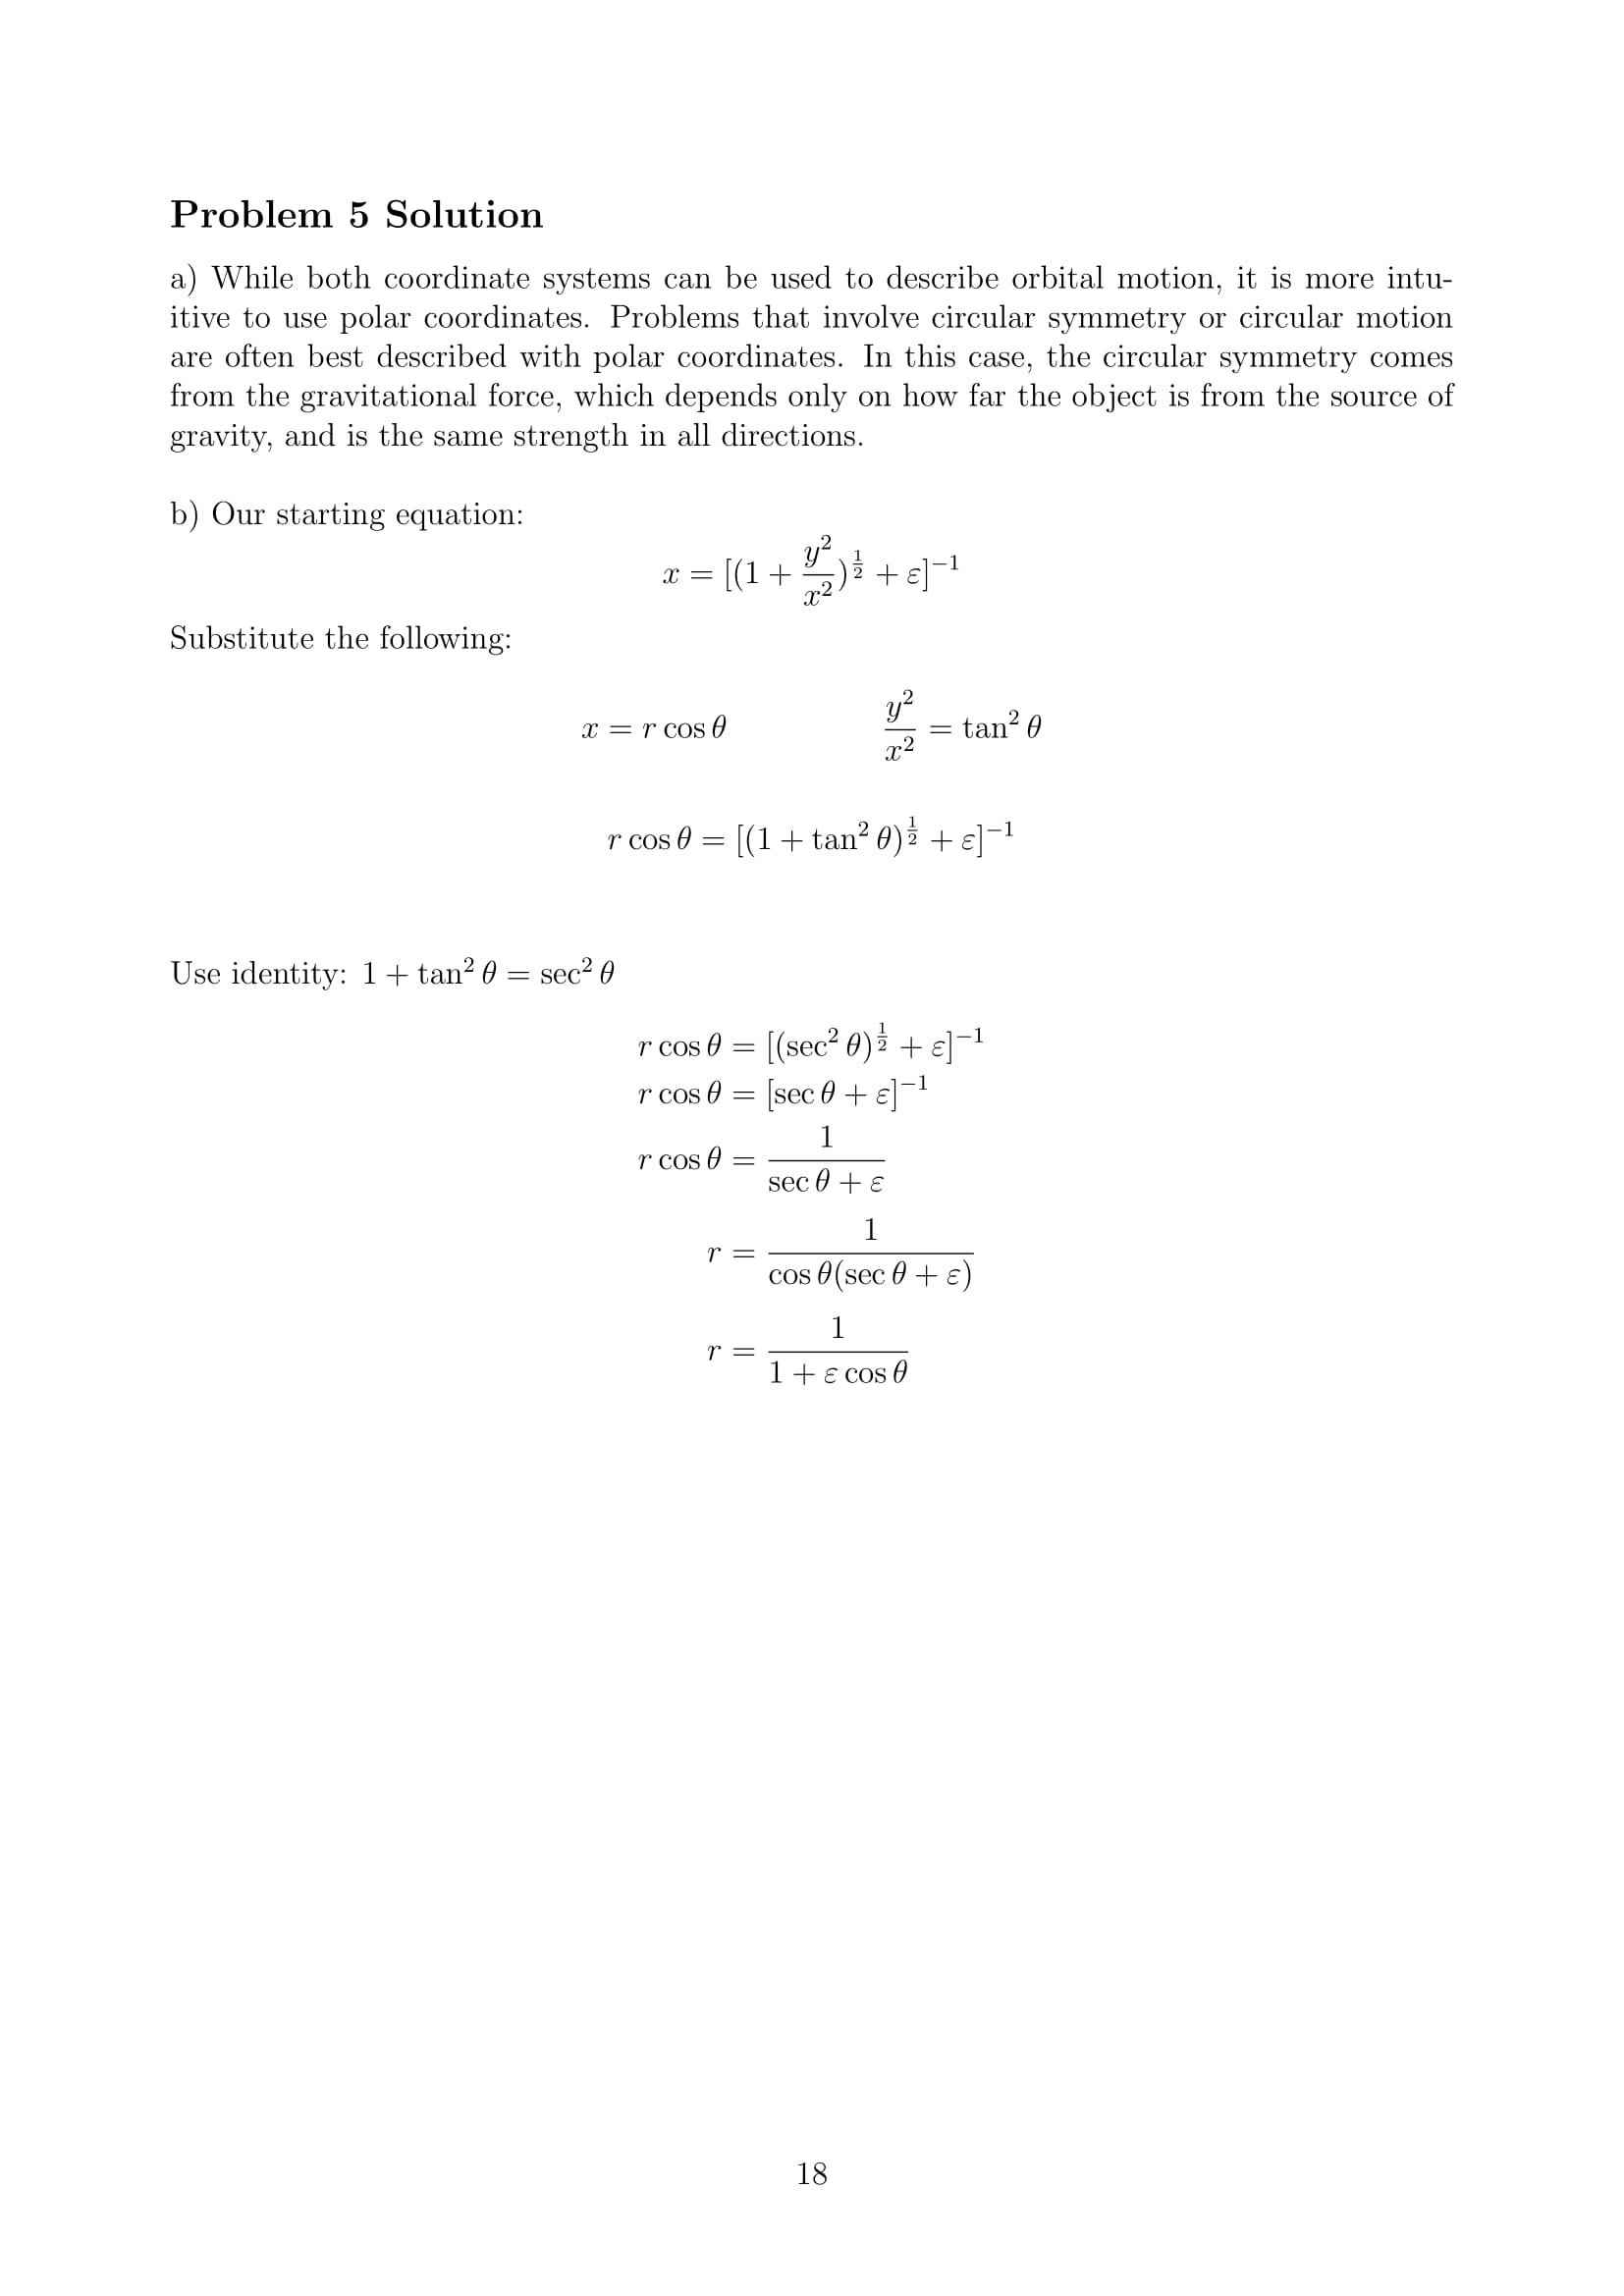 Problem 5 Solution
a) While both coordinate systems can be used to describe orbital motion, it is more intu-
itive to use polar coordinates. Problems that involve circular symmetry or circular motion
are often best described with polar coordinates. In this case, the circular symmetry comes
from the gravitational force, which depends only on how far the object is from the source of
gravity, and is the same strength in all directions.
b) Our starting equation:
$x = [(1 + \frac{y^2}{x^2})^{\frac{1}{2}} + \varepsilon]^{-1}$
Substitute the following:
$x = r\cos\theta \qquad \frac{y^2}{x^2} = \tan^2\theta$
$r\cos\theta = [(1 + \tan^2\theta)^{\frac{1}{2}} + \varepsilon]^{-1}$
Use identity: $1 + \tan^2\theta = \sec^2\theta$
$r\cos\theta = [(\sec^2\theta)^{\frac{1}{2}} + \varepsilon]^{-1}$
$r\cos\theta = [\sec\theta + \varepsilon]^{-1}$
$r\cos\theta = \frac{1}{\sec\theta + \varepsilon}$
$r = \frac{1}{\cos\theta(\sec\theta + \varepsilon)}$
$r = \frac{1}{1 + \varepsilon\cos\theta}$
18